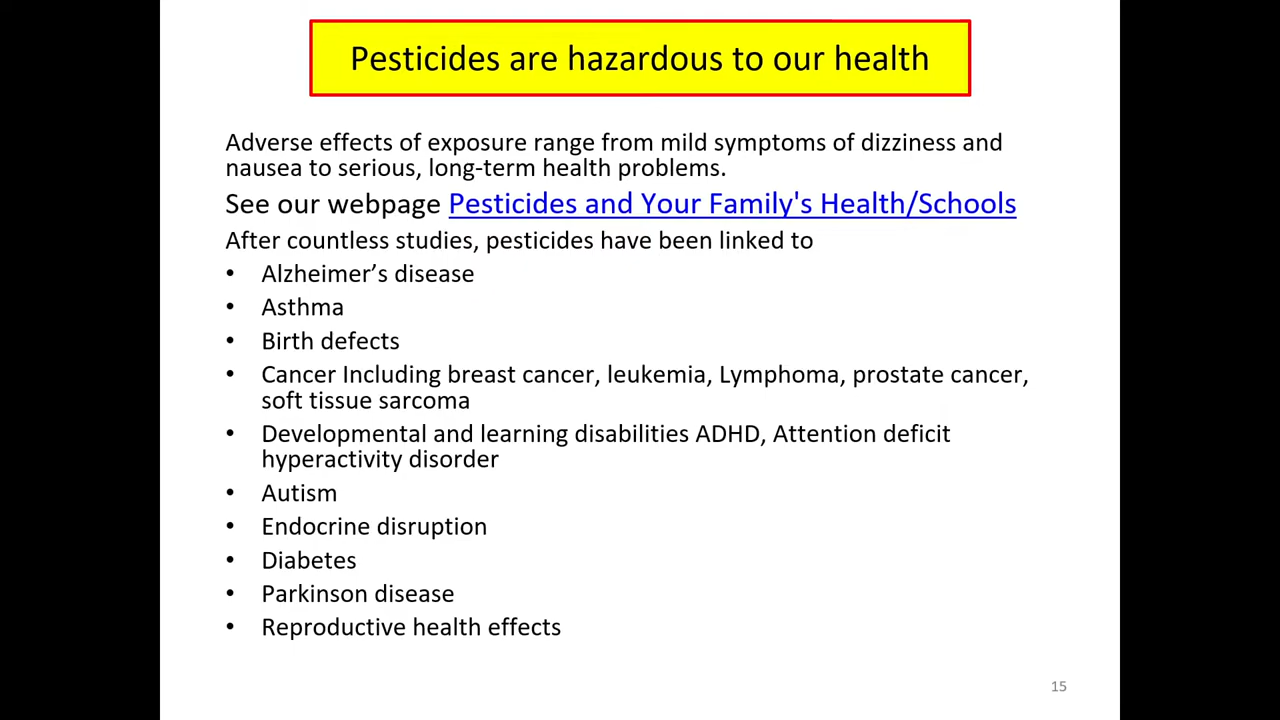 Pesticides are hazardous to our health
Adverse effects of exposure range from mild symptoms of dizziness and
nausea to serious, long-term health problems.
See our webpage Pesticides and Your Family's Health/Schools
After countless studies, pesticides have been linked to
• Alzheimer’s disease
• Asthma
• Birth defects
• Cancer Including breast cancer, leukemia, Lymphoma, prostate cancer,
soft tissue sarcoma
• Developmental and learning disabilities ADHD, Attention deficit
hyperactivity disorder
• Autism
• Endocrine disruption
• Diabetes
• Parkinson disease
• Reproductive health effects
15